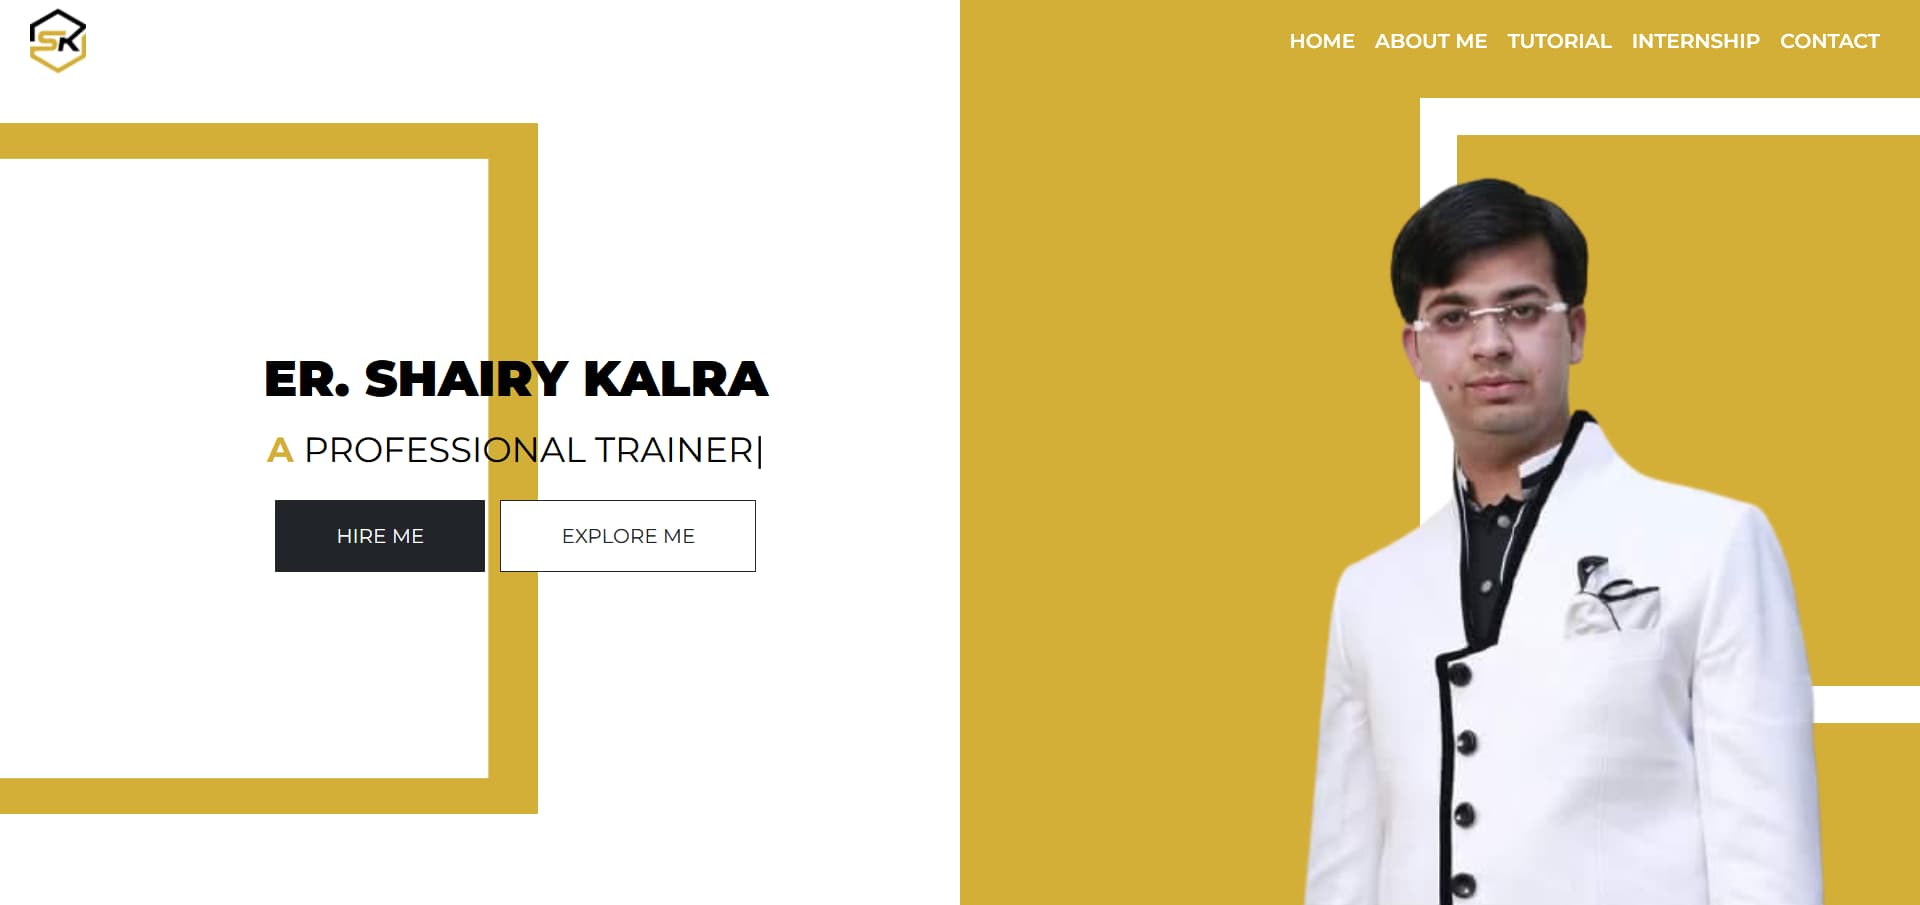 SK
HOME ABOUT ME TUTORIAL INTERNSHIP CONTACT
ER. SHAIRY KALRA
A PROFESSIONAL TRAINER|
HIRE ME
EXPLORE ME